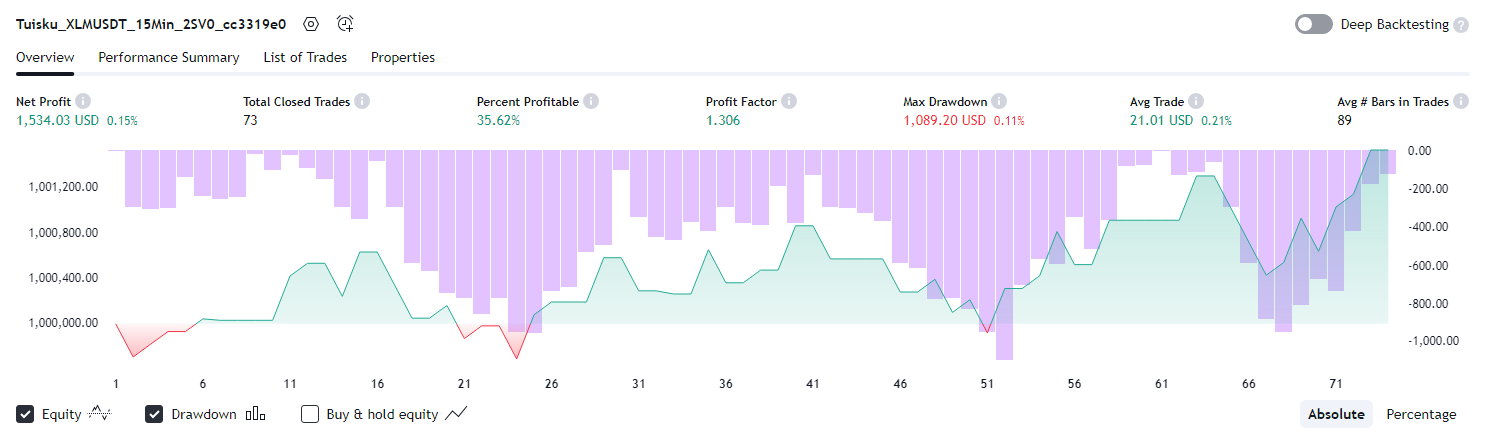 Tuisku_XLMUSDT_15Min_2SV0_cc3319e0 Deep Backtesting ?
Overview Performance Summary List of Trades Properties
Net Profit i Total Closed Trades i Percent Profitable i Profit Factor i Max Drawdown i Avg Trade i Avg # Bars in Trades i
1,534.03 USD 0.15% 73 35.62% 1.306 1,089.20 USD 0.11% 21.01 USD 0.21% 89
0.00
1,001,200.00 -200.00
1,000,800.00 -400.00
1,000,400.00 -600.00
1,000,000.00 -800.00
-1,000.00
1 6 11 16 21 26 31 36 41 46 51 56 61 66 71
Equity Drawdown Buy & hold equity Absolute Percentage